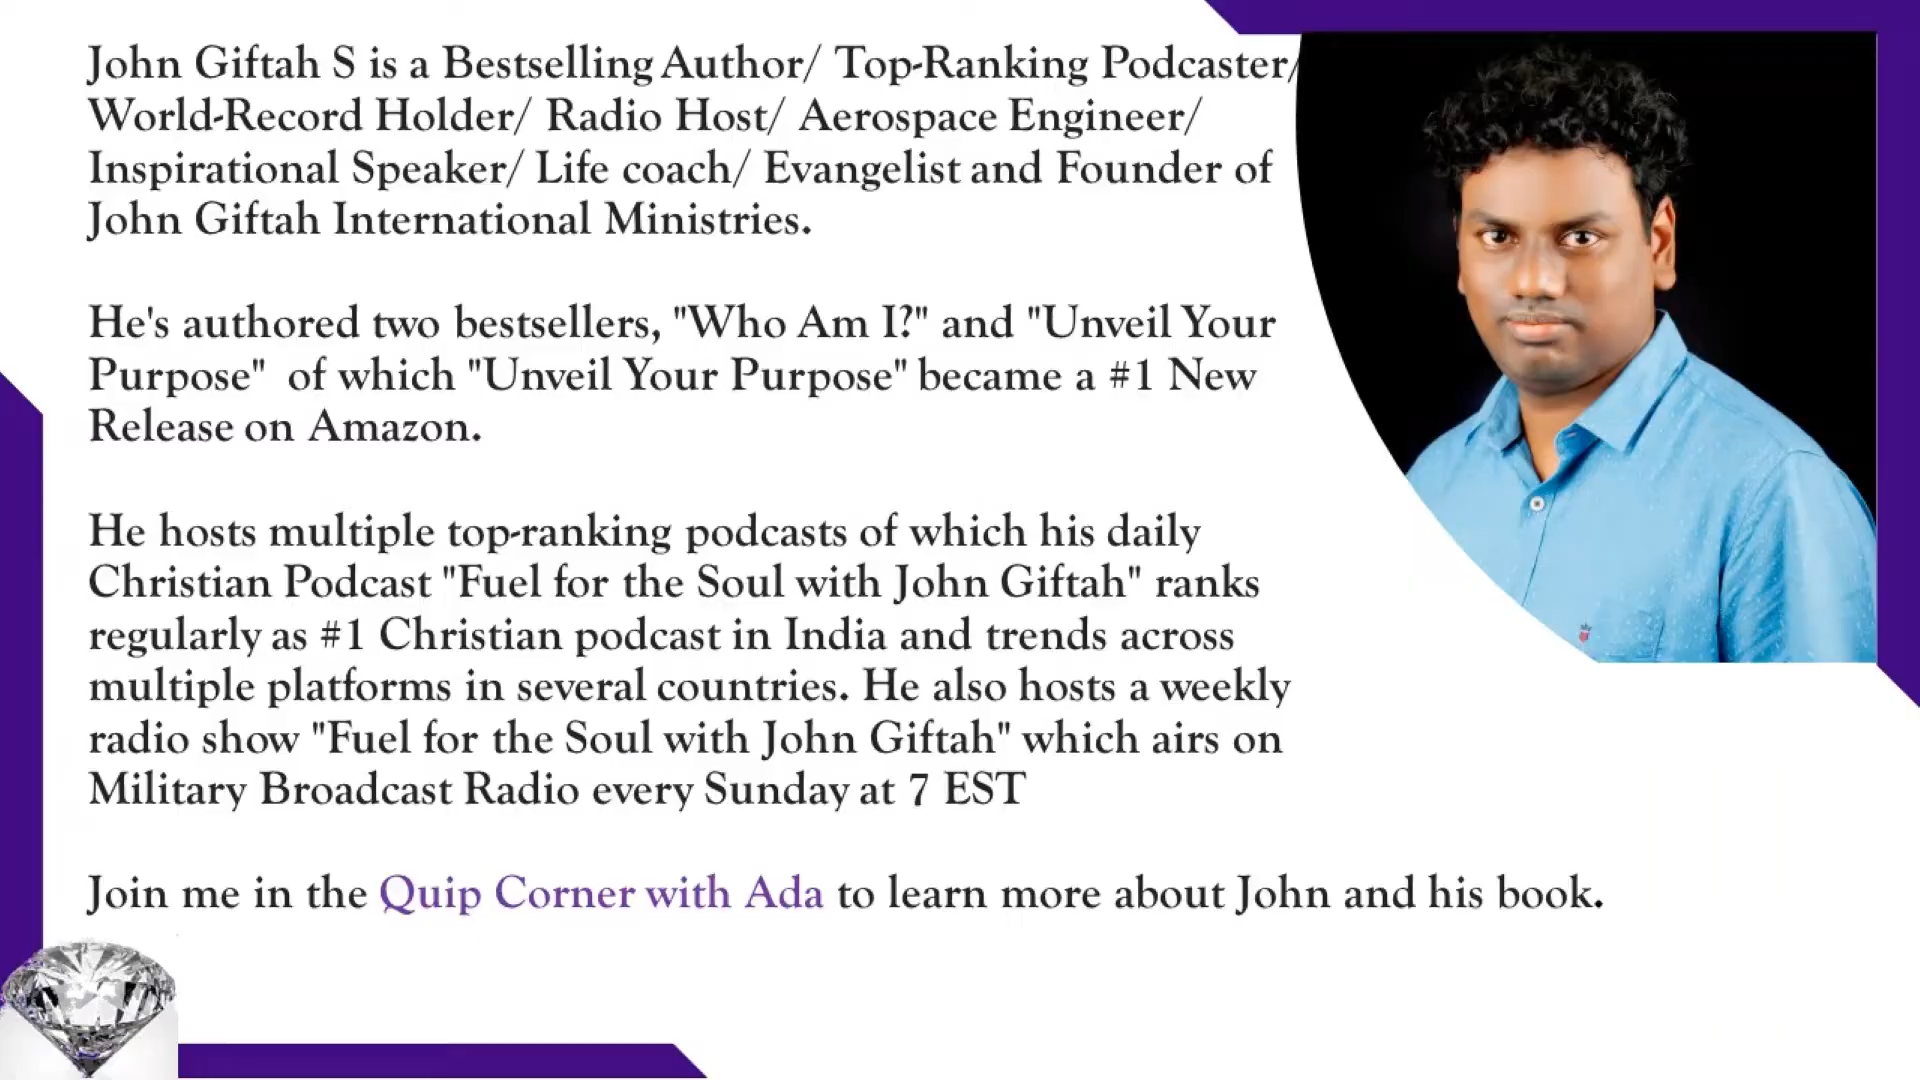 John Giftah S is a Bestselling Author/ Top-Ranking Podcaster/
World-Record Holder/ Radio Host/ Aerospace Engineer/
Inspirational Speaker/ Life coach/ Evangelist and Founder of
John Giftah International Ministries.
He's authored two bestsellers, "Who Am I?" and "Unveil Your
Purpose" of which "Unveil Your Purpose" became a #1 New
Release on Amazon.
He hosts multiple top-ranking podcasts of which his daily
Christian Podcast "Fuel for the Soul with John Giftah" ranks
regularly as #1 Christian podcast in India and trends across
multiple platforms in several countries. He also hosts a weekly
radio show "Fuel for the Soul with John Giftah" which airs on
Military Broadcast Radio every Sunday at 7 EST
Join me in the Quip Corner with Ada to learn more about John and his book.